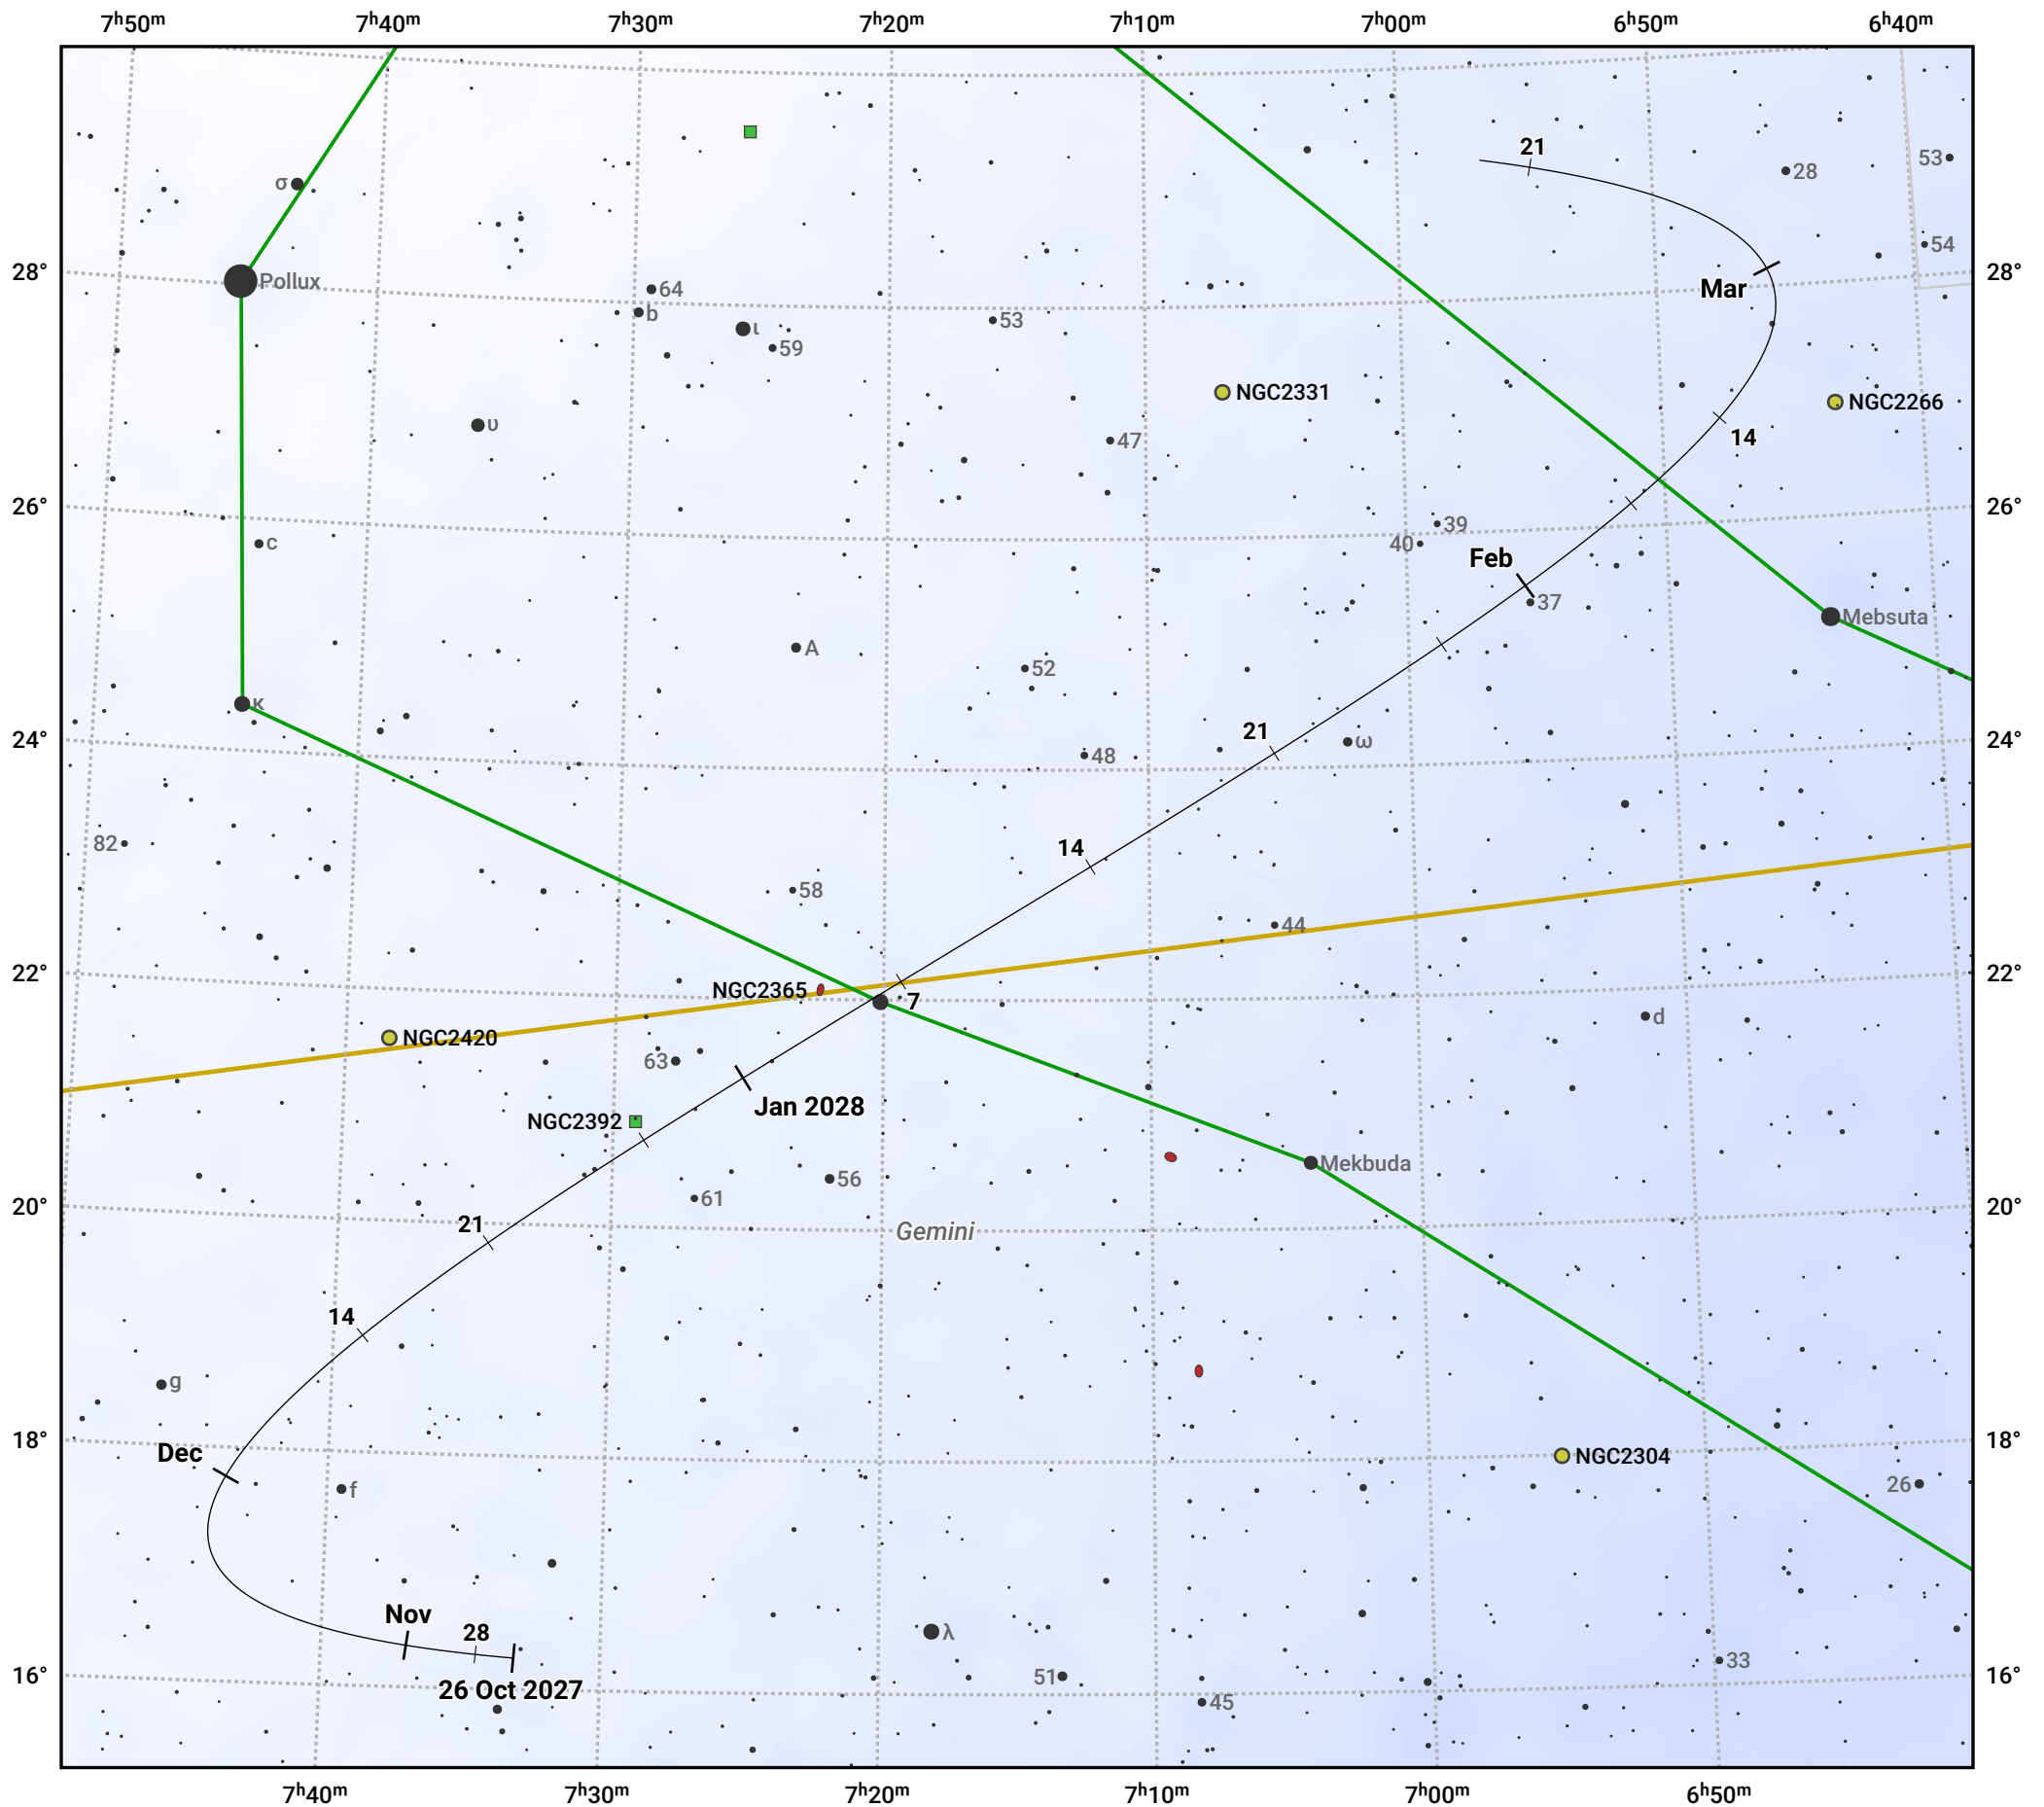 7ʰ50ᵐ 7ʰ40ᵐ 7ʰ30ᵐ 7ʰ20ᵐ 7ʰ10ᵐ 7ʰ00ᵐ 6ʰ50ᵐ 6ʰ40ᵐ
21
53
28
σ
54
28° Pollux 28°
64
Mar
b
53
ι
59
NGC2331
NGC2266
υ
47
14
26° 26°
39
c
40
Feb
37
Mebsuta
A
52
κ
21
24° ω 24°
48
82
14
58
44
22° 22°
NGC2365
7
d
NGC2420
63
Jan 2028
NGC2392
Mekbuda
56
61
20° 20°
21
Gemini
14
g
18° 18°
Dec
NGC2304
26
f
Nov
28
λ
33
16° 51 16°
26 Oct 2027
45
7ʰ40ᵐ 7ʰ30ᵐ 7ʰ20ᵐ 7ʰ10ᵐ 7ʰ00ᵐ 6ʰ50ᵐ